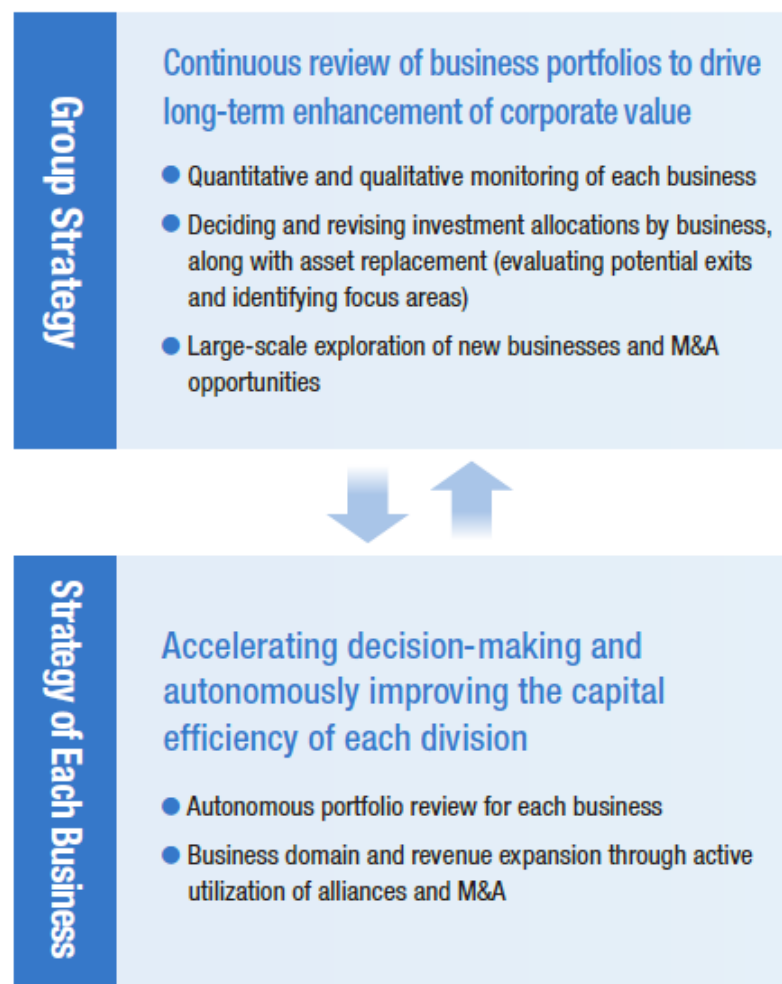 Group Strategy
Continuous review of business portfolios to drive
long-term enhancement of corporate value
● Quantitative and qualitative monitoring of each business
● Deciding and revising investment allocations by business,
along with asset replacement (evaluating potential exits
and identifying focus areas)
● Large-scale exploration of new businesses and M&A
opportunities
Strategy of Each Business
Accelerating decision-making and
autonomously improving the capital
efficiency of each division
● Autonomous portfolio review for each business
● Business domain and revenue expansion through active
utilization of alliances and M&A